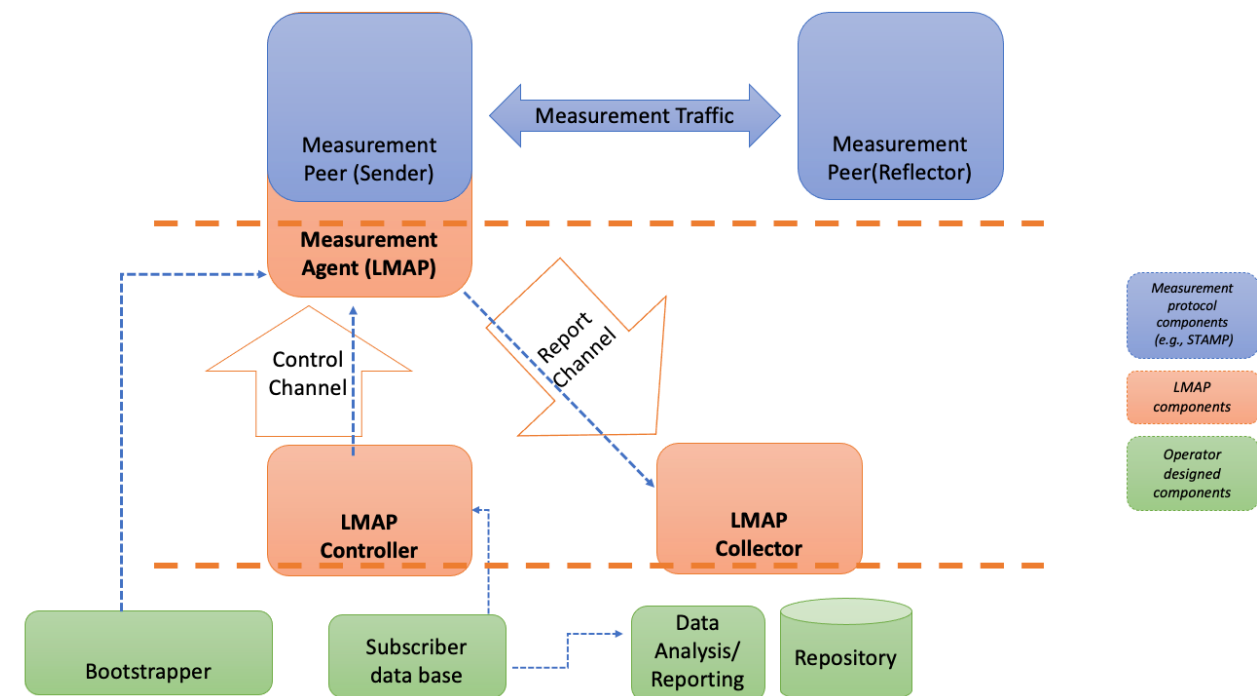 Measurement
Peer (Sender)
Measurement Traffic
Measurement
Peer(Reflector)
Measurement
Agent (LMAP)
Control
Channel
Report
Channel
LMAP
Controller
LMAP
Collector
Bootstrapper
Subscriber
data base
Data
Analysis/
Reporting
Repository
Measurement
protocol
components
(e.g., STAMP)
LMAP
components
Operator
designed
components